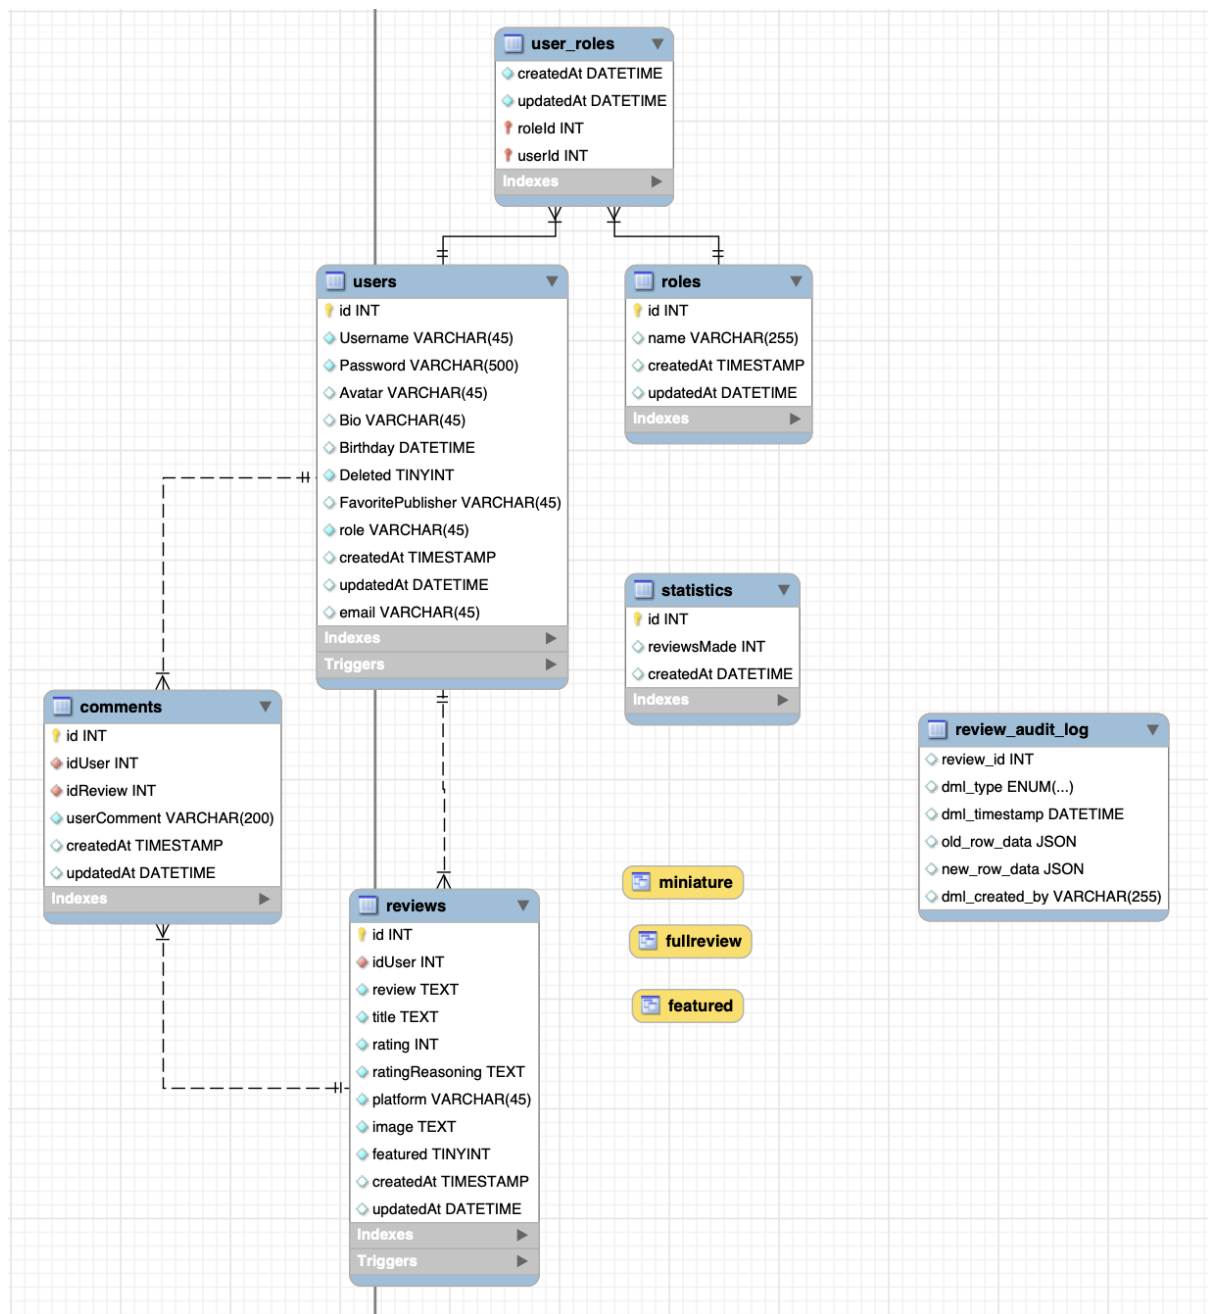 user_roles
createdAt DATETIME
updatedAt DATETIME
roleId INT
userId INT
Indexes
users
id INT
Username VARCHAR(45)
Password VARCHAR(500)
Avatar VARCHAR(45)
Bio VARCHAR(45)
Birthday DATETIME
Deleted TINYINT
FavoritePublisher VARCHAR(45)
role VARCHAR(45)
createdAt TIMESTAMP
updatedAt DATETIME
email VARCHAR(45)
Indexes
Triggers
roles
id INT
name VARCHAR(255)
createdAt TIMESTAMP
updatedAt DATETIME
Indexes
statistics
id INT
reviewsMade INT
createdAt DATETIME
Indexes
comments
id INT
idUser INT
idReview INT
userComment VARCHAR(200)
createdAt TIMESTAMP
updatedAt DATETIME
Indexes
review_audit_log
review_id INT
dml_type ENUM(...)
dml_timestamp DATETIME
old_row_data JSON
new_row_data JSON
dml_created_by VARCHAR(255)
miniature
fullreview
featured
reviews
id INT
idUser INT
review TEXT
title TEXT
rating INT
ratingReasoning TEXT
platform VARCHAR(45)
image TEXT
featured TINYINT
createdAt TIMESTAMP
updatedAt DATETIME
Indexes
Triggers